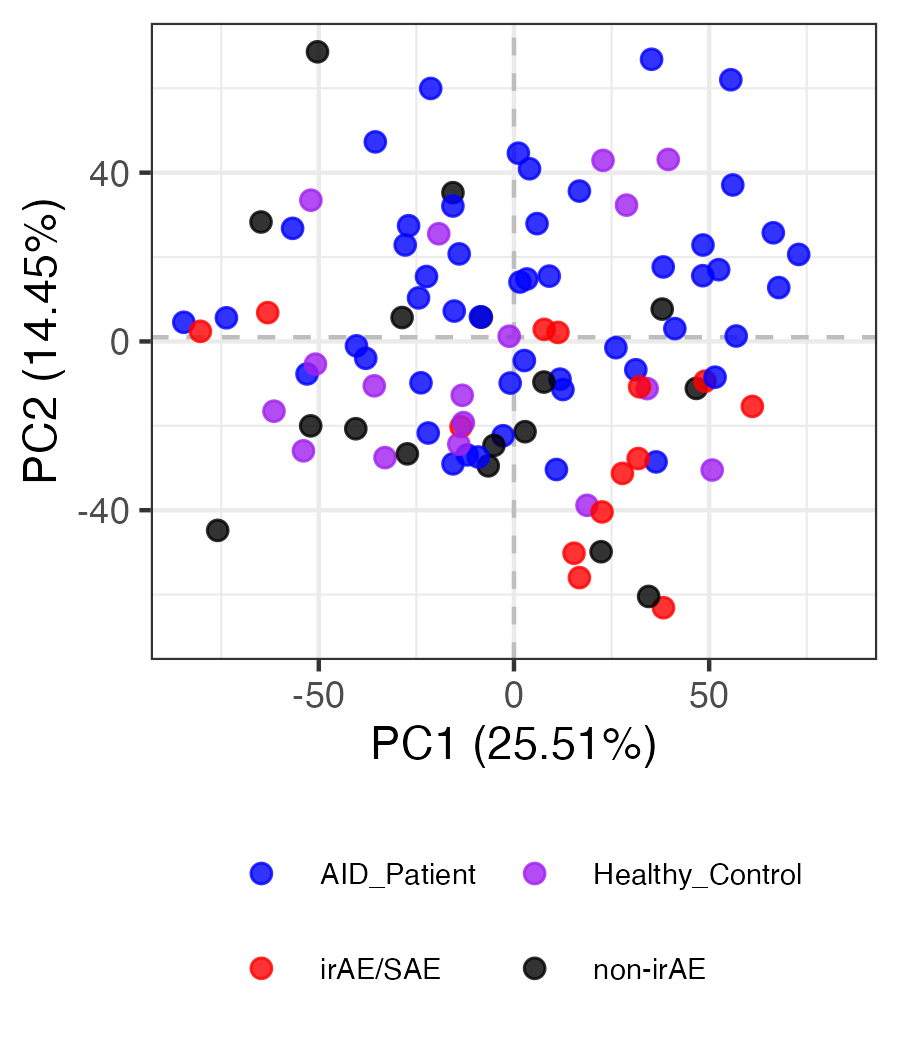 PC2 (14.45%)
40
0
-40
-50 0 50
PC1 (25.51%)
AID_Patient Healthy_Control
irAE/SAE non-irAE